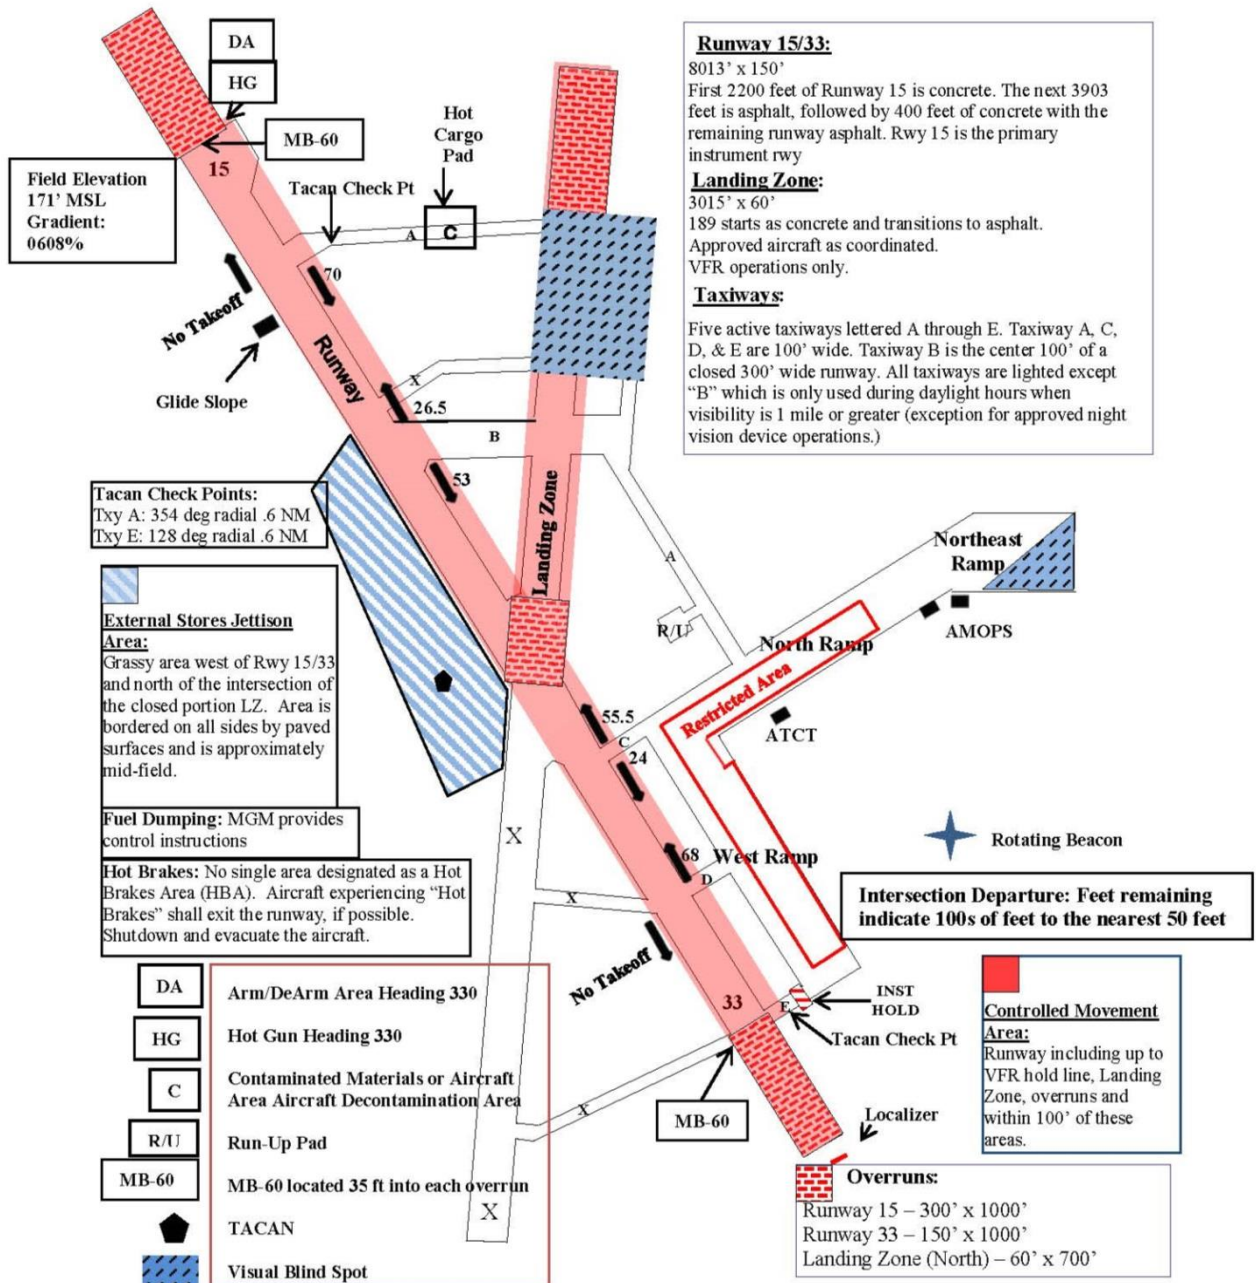 DA
HG
MB-60
15
Hot
Cargo
Pad
Tacan Check Pt
A
C
Field Elevation
171’ MSL
Gradient:
0608%
70
No Takeoff
Glide Slope
Runway
X
26.5
B
53
Landing Zone
Runway 15/33:
8013’ x 150’
First 2200 feet of Runway 15 is concrete. The next 3903
feet is asphalt, followed by 400 feet of concrete with the
remaining runway asphalt. Rwy 15 is the primary
instrument rwy
Landing Zone:
3015’ x 60’
189 starts as concrete and transitions to asphalt.
Approved aircraft as coordinated.
VFR operations only.
Taxiways:
Five active taxiways lettered A through E. Taxiway A, C,
D, & E are 100’ wide. Taxiway B is the center 100’ of a
closed 300’ wide runway. All taxiways are lighted except
“B” which is only used during daylight hours when
visibility is 1 mile or greater (exception for approved night
vision device operations.)
Tacan Check Points:
Txy A: 354 deg radial .6 NM
Txy E: 128 deg radial .6 NM
A
Northeast
Ramp
AMOPS
R/U
North Ramp
Restricted Area
ATCT
External Stores Jettison
Area:
Grassy area west of Rwy 15/33
and north of the intersection of
the closed portion LZ. Area is
bordered on all sides by paved
surfaces and is approximately
mid-field.
55.5
C
24
Fuel Dumping: MGM provides
control instructions
X
68
West Ramp
D
Rotating Beacon
Hot Brakes: No single area designated as a Hot
Brakes Area (HBA). Aircraft experiencing “Hot
Brakes” shall exit the runway, if possible.
Shutdown and evacuate the aircraft.
X
Intersection Departure: Feet remaining
indicate 100s of feet to the nearest 50 feet
No Takeoff
33
E
INST
HOLD
Tacan Check Pt
Controlled Movement
Area:
Runway including up to
VFR hold line, Landing
Zone, overruns and
within 100’ of these
areas.
X
MB-60
Localizer
DA
Arm/DeArm Area Heading 330
HG
Hot Gun Heading 330
C
Contaminated Materials or Aircraft
Area Aircraft Decontamination Area
R/U
Run-Up Pad
MB-60
MB-60 located 35 ft into each overrun
TACAN
X
Visual Blind Spot
Overruns:
Runway 15 – 300’ x 1000’
Runway 33 – 150’ x 1000’
Landing Zone (North) – 60’ x 700’